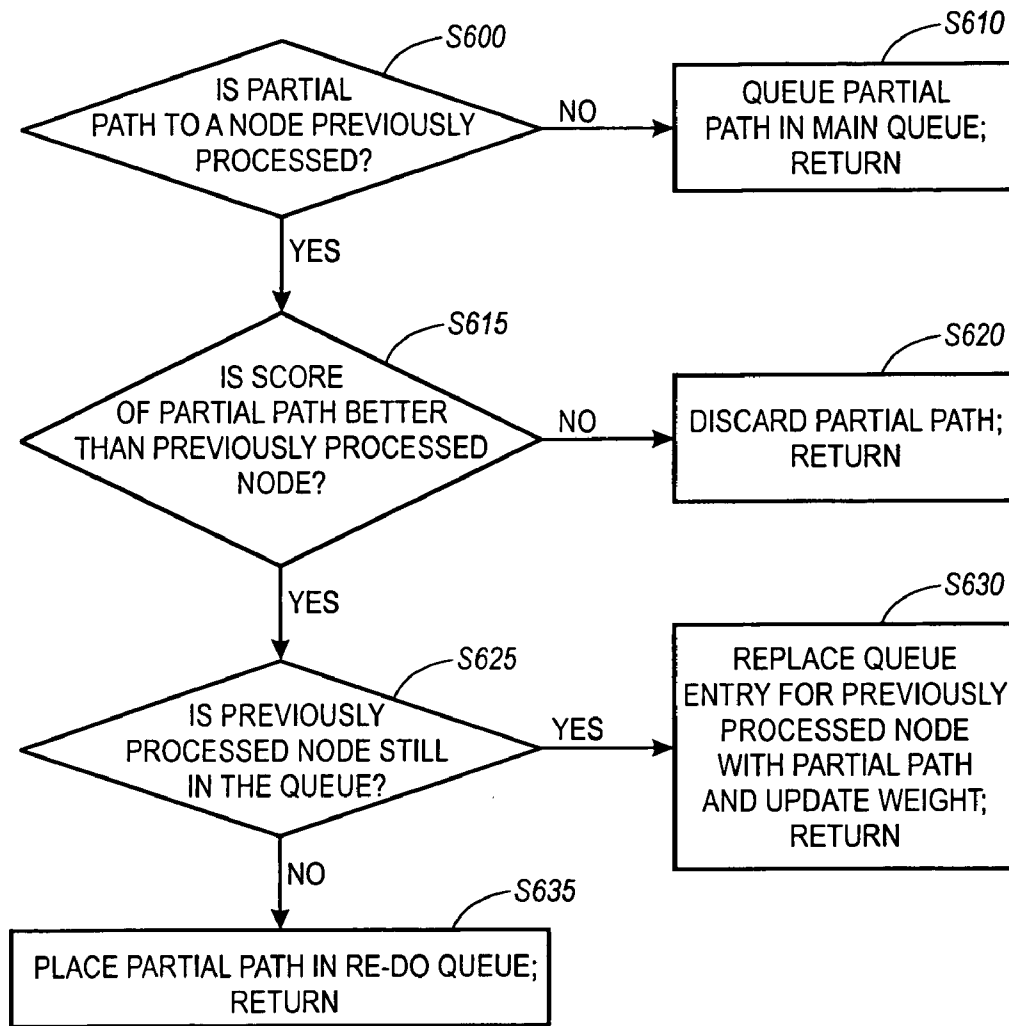 S600
IS PARTIAL
PATH TO A NODE PREVIOUSLY
PROCESSED?
NO
S610
QUEUE PARTIAL
PATH IN MAIN QUEUE;
RETURN
YES
S615
IS SCORE
OF PARTIAL PATH BETTER
THAN PREVIOUSLY PROCESSED
NODE?
NO
S620
DISCARD PARTIAL PATH;
RETURN
YES
S625
IS PREVIOUSLY
PROCESSED NODE STILL
IN THE QUEUE?
YES
S630
REPLACE QUEUE
ENTRY FOR PREVIOUSLY
PROCESSED NODE
WITH PARTIAL PATH
AND UPDATE WEIGHT;
RETURN
NO
S635
PLACE PARTIAL PATH IN RE-DO QUEUE;
RETURN